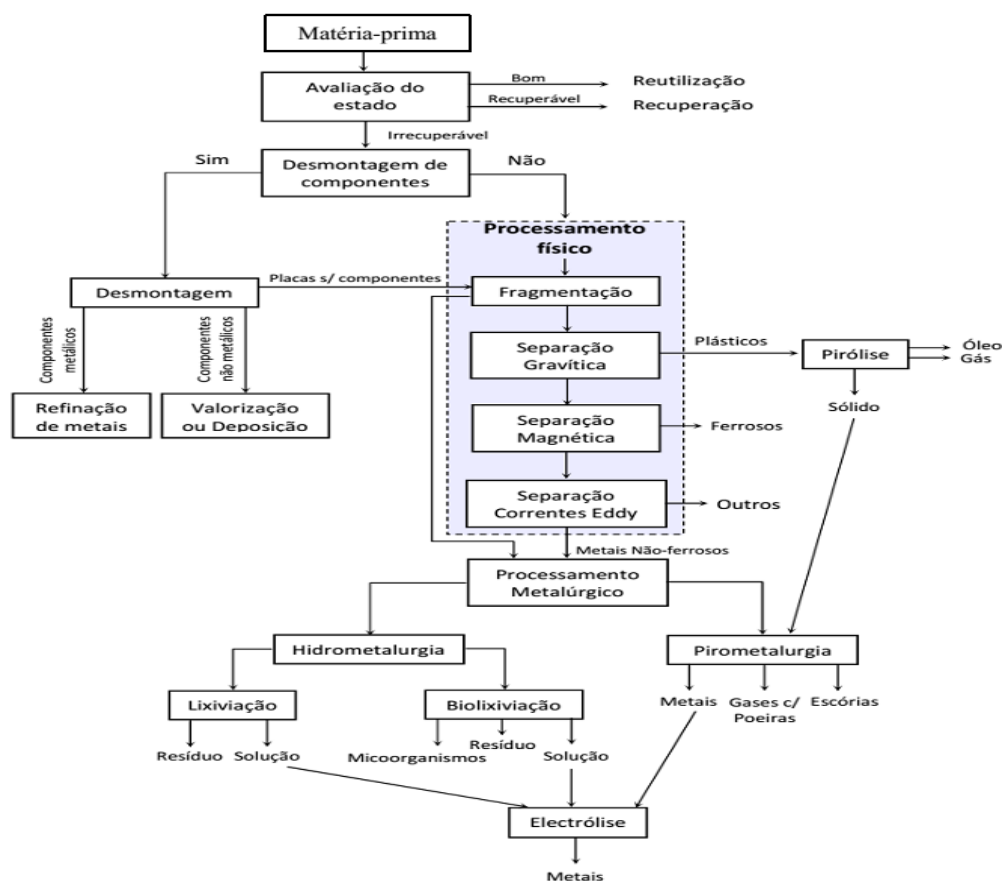 Matéria-prima
Avaliação do
estado
Bom
Reutilização
Recuperável
Recuperação
Irrecuperável
Sim
Desmontagem de
componentes
Não
Processamento
físico
Desmontagem
Placas s/ componentes
Fragmentação
Componentes
metálicos
Componentes
não metálicos
Separação
Gravítica
Plásticos
Pirólise
Óleo
Gás
Refinação
de metais
Valorização
ou Deposição
Sólido
Separação
Magnética
Ferrosos
Separação
Correntes Eddy
Outros
Metais Não-ferrosos
Processamento
Metalúrgico
Hidrometalurgia
Pirometalurgia
Lixiviação
Biolixiviação
Metais
Gases c/
Poeiras
Escórias
Resíduo
Solução
Micoorganismos
Resíduo
Solução
Electrólise
Metais